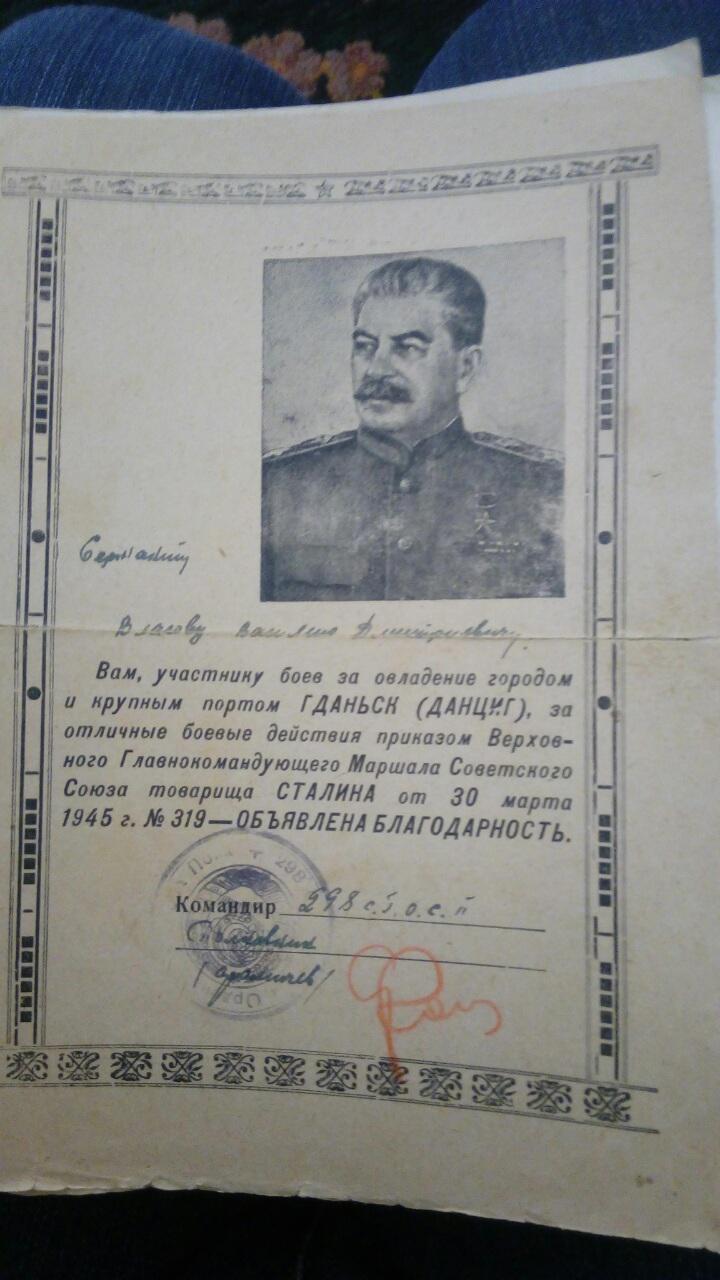 Сержанту
Власову Василию Дмитриевичу
Вам, участнику боев за овладение городом
и крупным портом ГДАНЬСК (ДАНЦИГ), за
отличные боевые действия приказом Верхов-
ного Главнокомандующего Маршала Советского
Союза товарища СТАЛИНА от 30 марта
1945 г. № 319—ОБЪЯВЛЕНА БЛАГОДАРНОСТЬ.
298
Командир 298